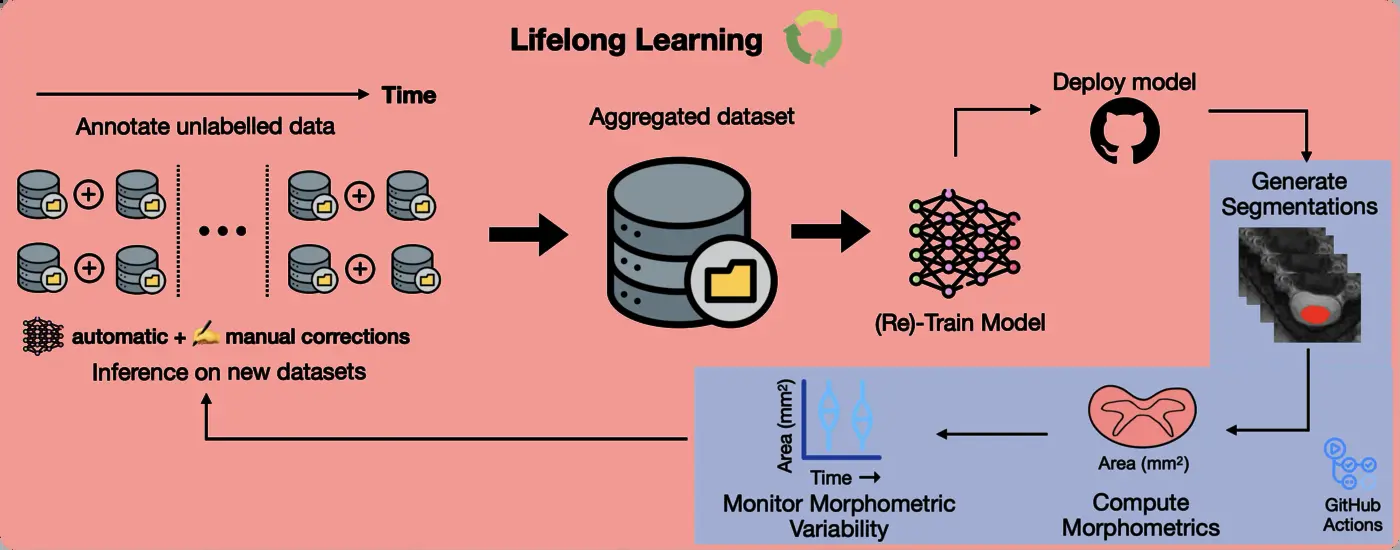 Lifelong Learning
Time
Annotate unlabelled data
automatic + manual corrections
Inference on new datasets
Aggregated dataset
(Re)-Train Model
Deploy model
Generate
Segmentations
Area (mm²)
Compute
Morphometrics
GitHub
Actions
Area (mm²)
Time
Monitor Morphometric
Variability